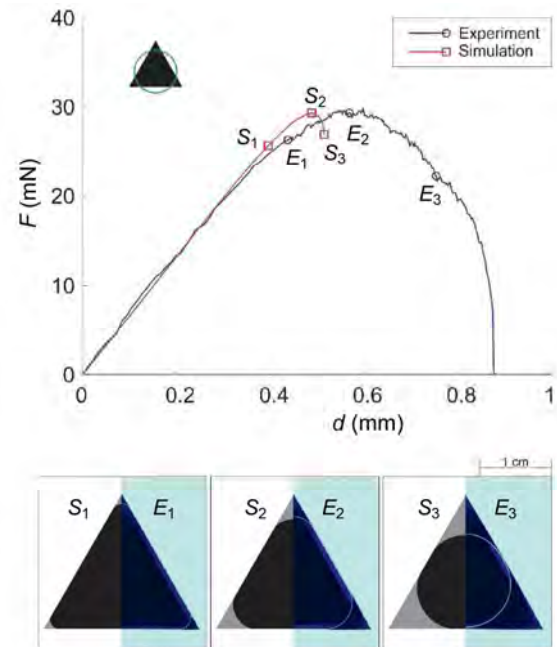 40
30
20
10
0
F (mN)
Experiment
Simulation
S1
S2
S3
E1
E2
E3
0
0.2
0.4
0.6
0.8
1
d (mm)
1 cm
S1 E1
S2 E2
S3 E3